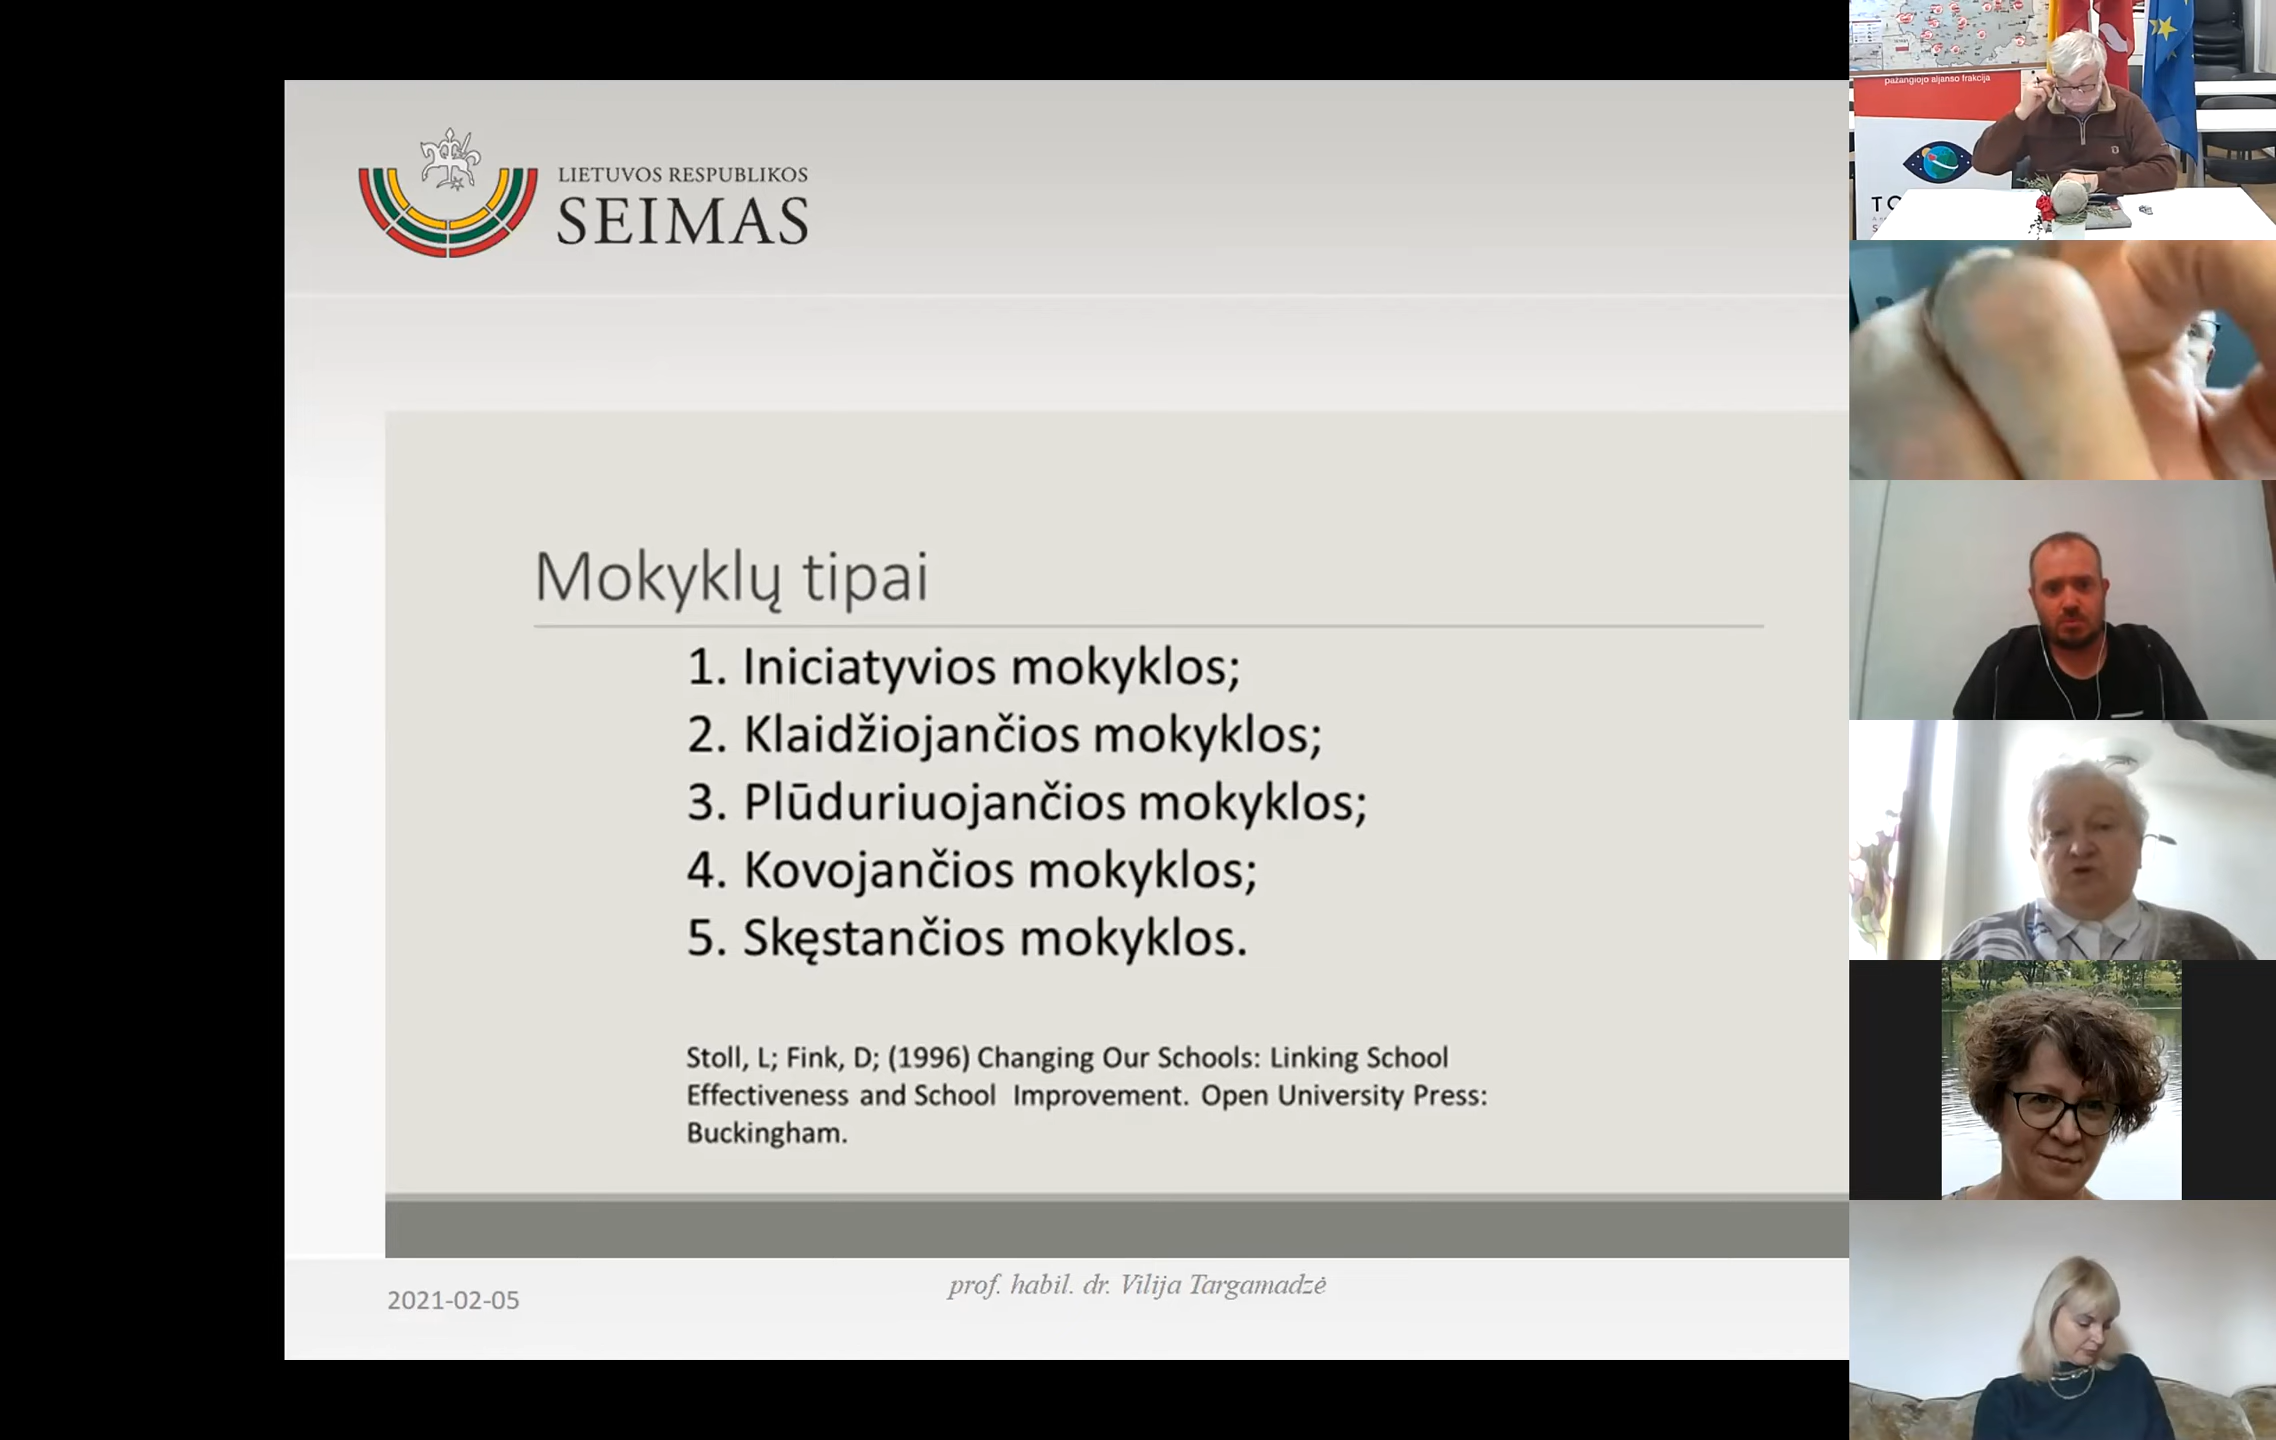 LIETUVOS RESPUBLIKOS
SEIMAS
Mokyklų tipai
1. Iniciatyvios mokyklos;
2. Klaidžiojančios mokyklos;
3. Plūduriuojančios mokyklos;
4. Kovojančios mokyklos;
5. Skęstančios mokyklos.
Stoll, L; Fink, D; (1996) Changing Our Schools: Linking School
Effectiveness and School Improvement. Open University Press:
Buckingham.
2021-02-05
prof. habil. dr. Vilija Targamadzė
pažangiojo aljanso frakcija